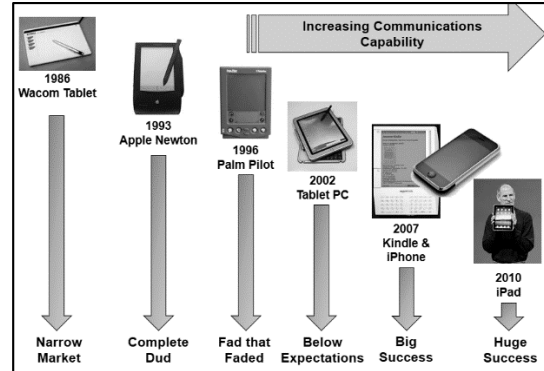 Increasing Communications
Capability
1986
Wacom Tablet
1993
Apple Newton
1996
Palm Pilot
2002
Tablet PC
2007
Kindle &
iPhone
2010
iPad
Narrow
Market
Complete
Dud
Fad that
Faded
Below
Expectations
Big
Success
Huge
Success